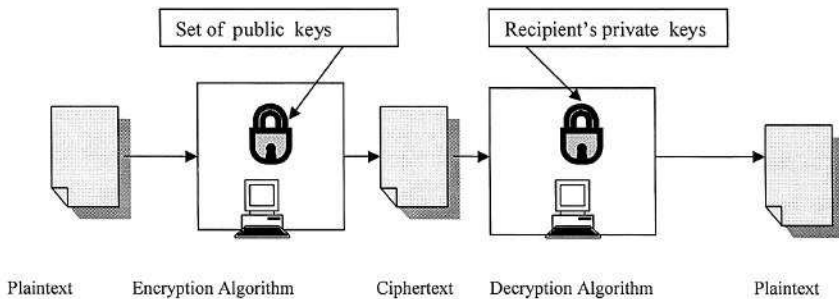 Set of public keys
Recipient's private keys
Plaintext
Encryption Algorithm
Ciphertext
Decryption Algorithm
Plaintext